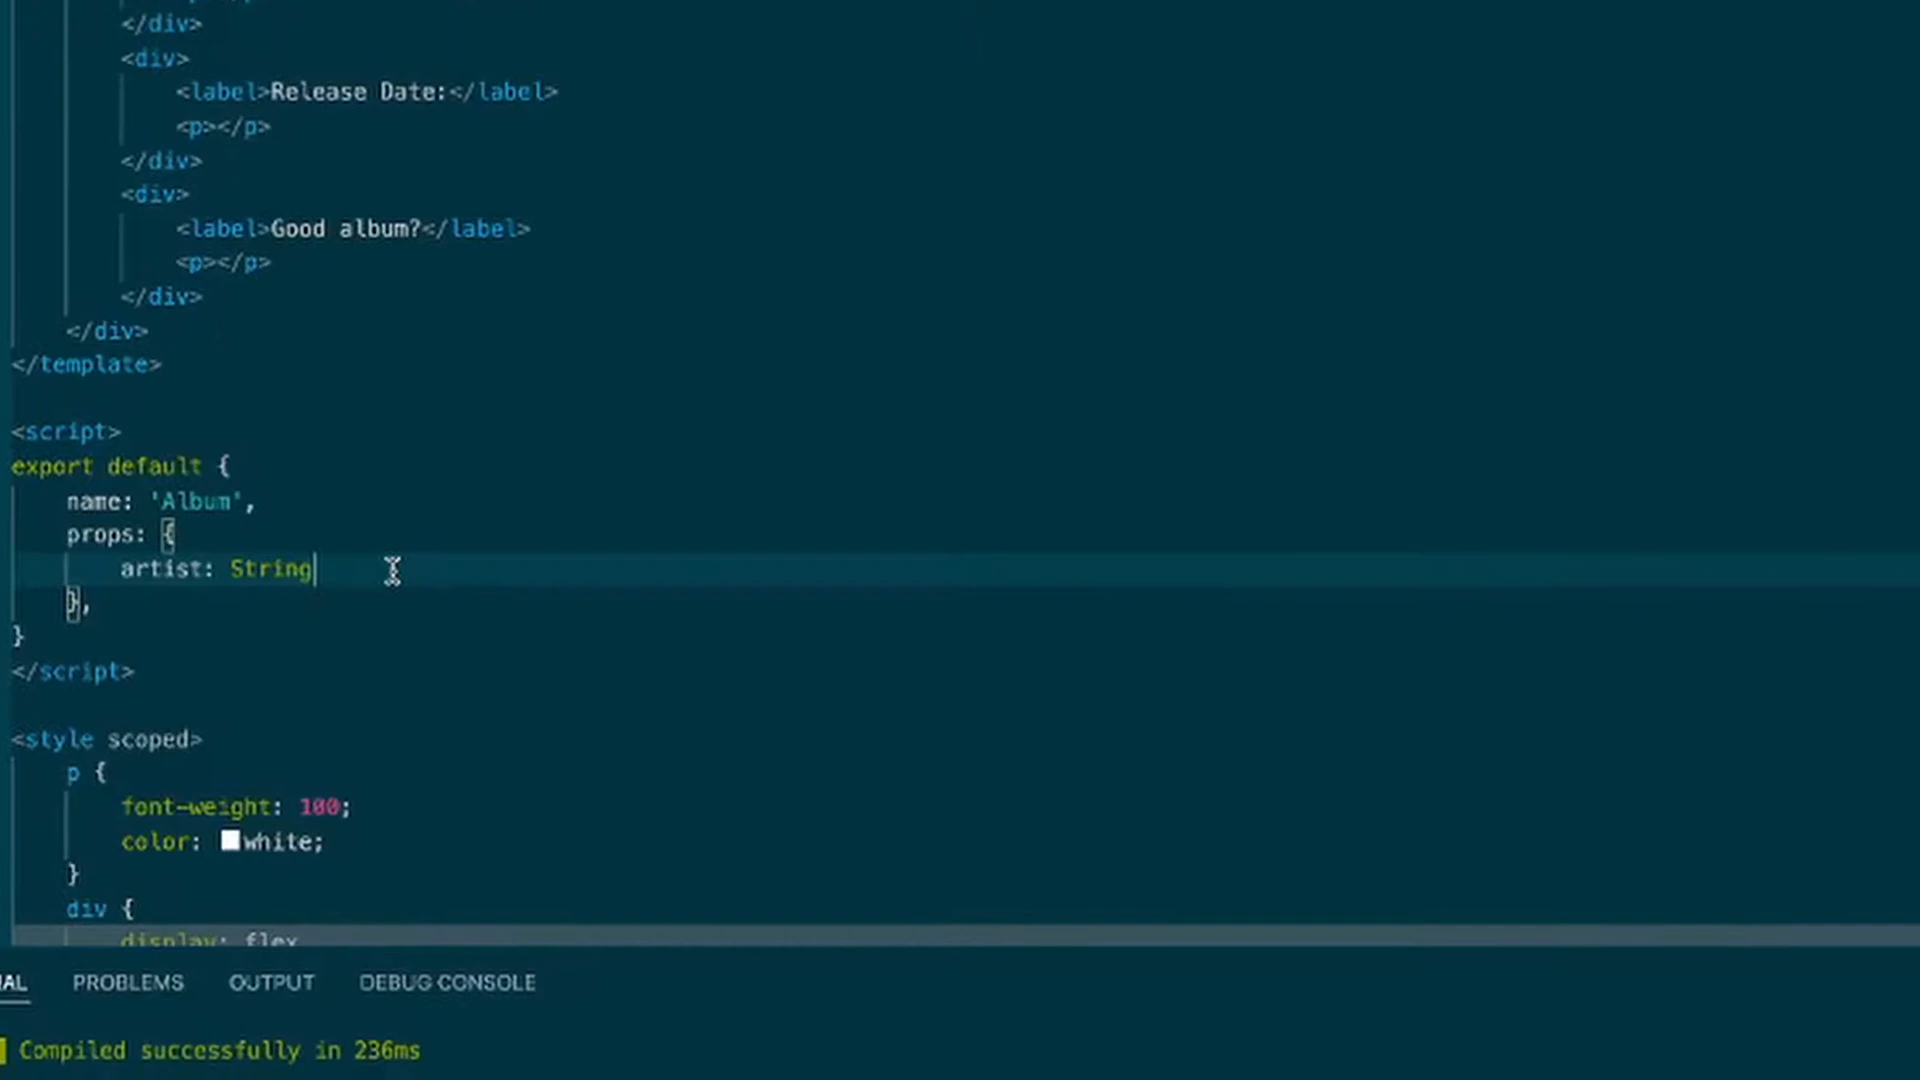 </div>
<div>
<label>Release Date:</label>
<p></p>
</div>
<div>
<label>Good album?</label>
<p></p>
</div>
</div>
</template>
<script>
export default {
name: 'Album',
props: {
artist: String
},
}
</script>
<style scoped>
p {
font-weight: 100;
color: white;
}
div {
display: flex
PROBLEMS OUTPUT DEBUG CONSOLE
Compiled successfully in 236ms